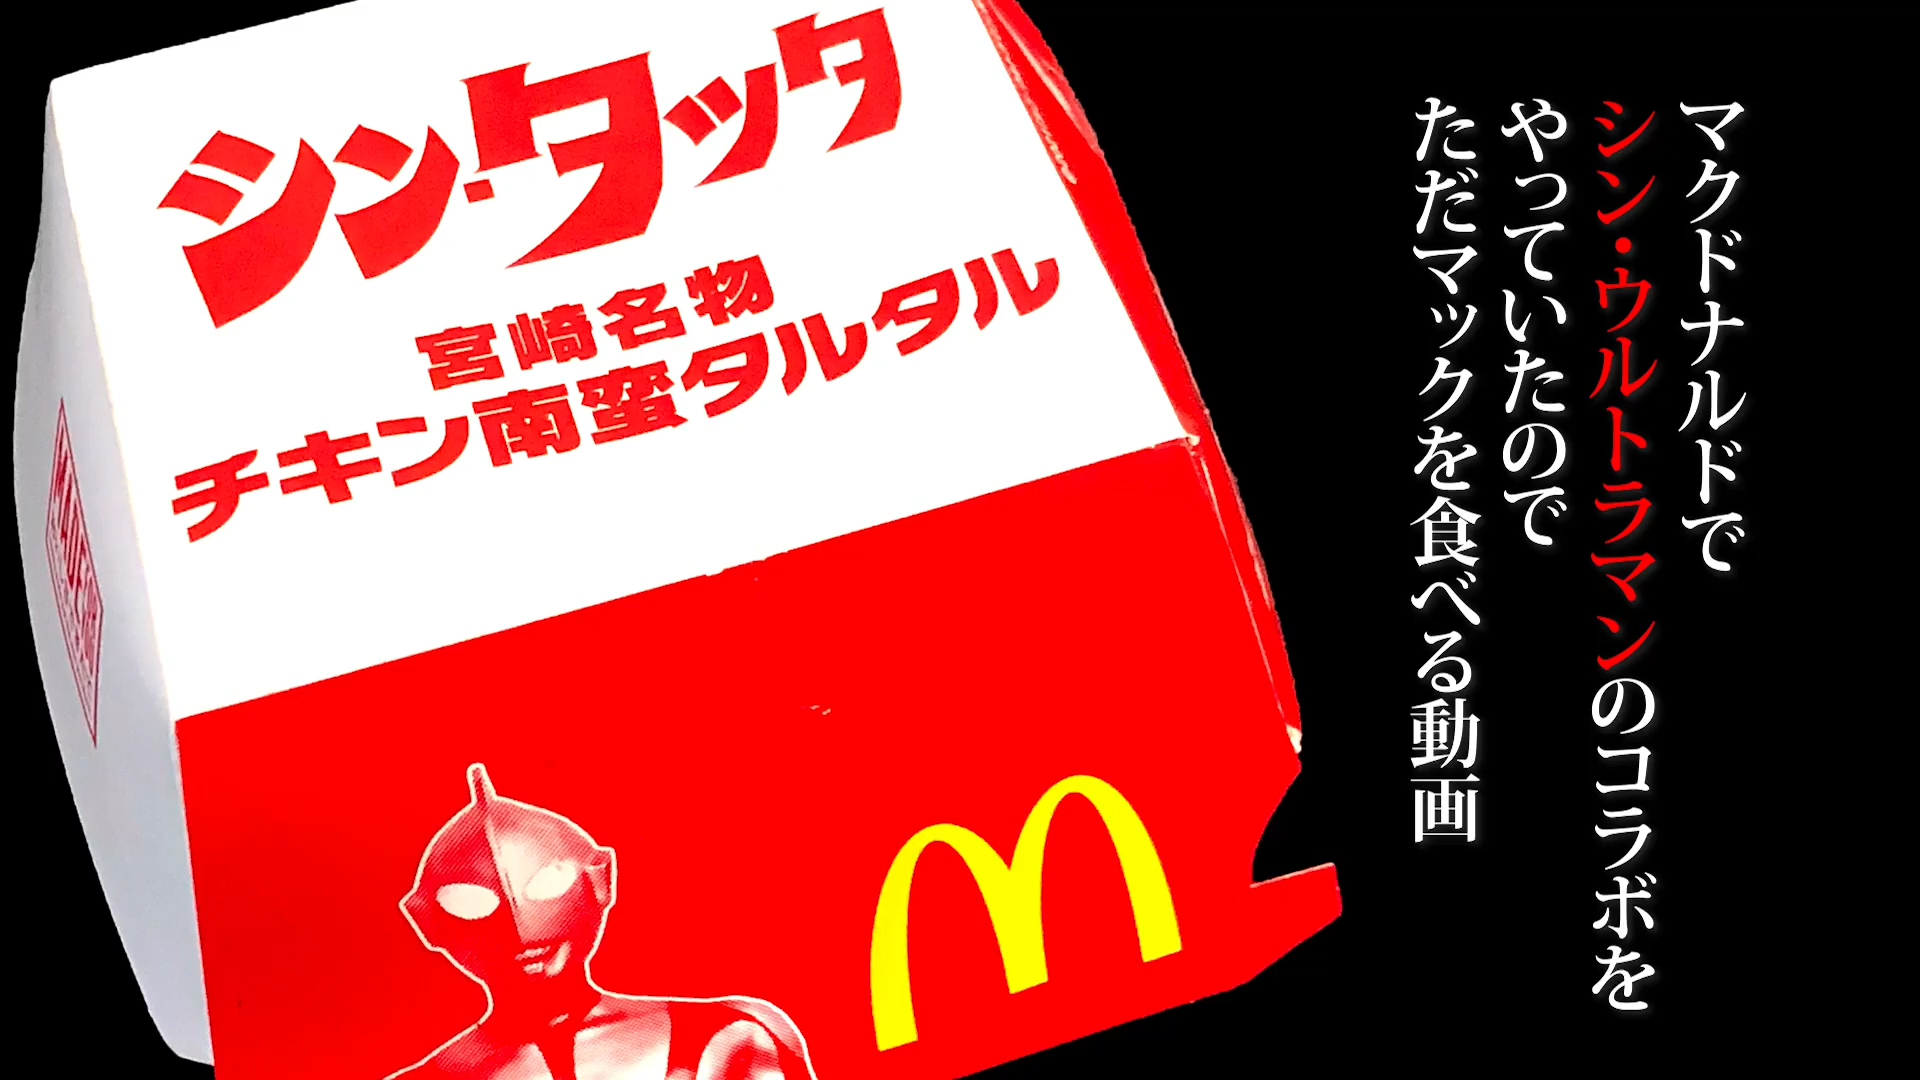 シン・タツタ
宮崎名物
チキン南蛮タルタル
マクドナルドで
シン・ウルトラマンのコラボを
やっていたので
ただマックを食べる動画